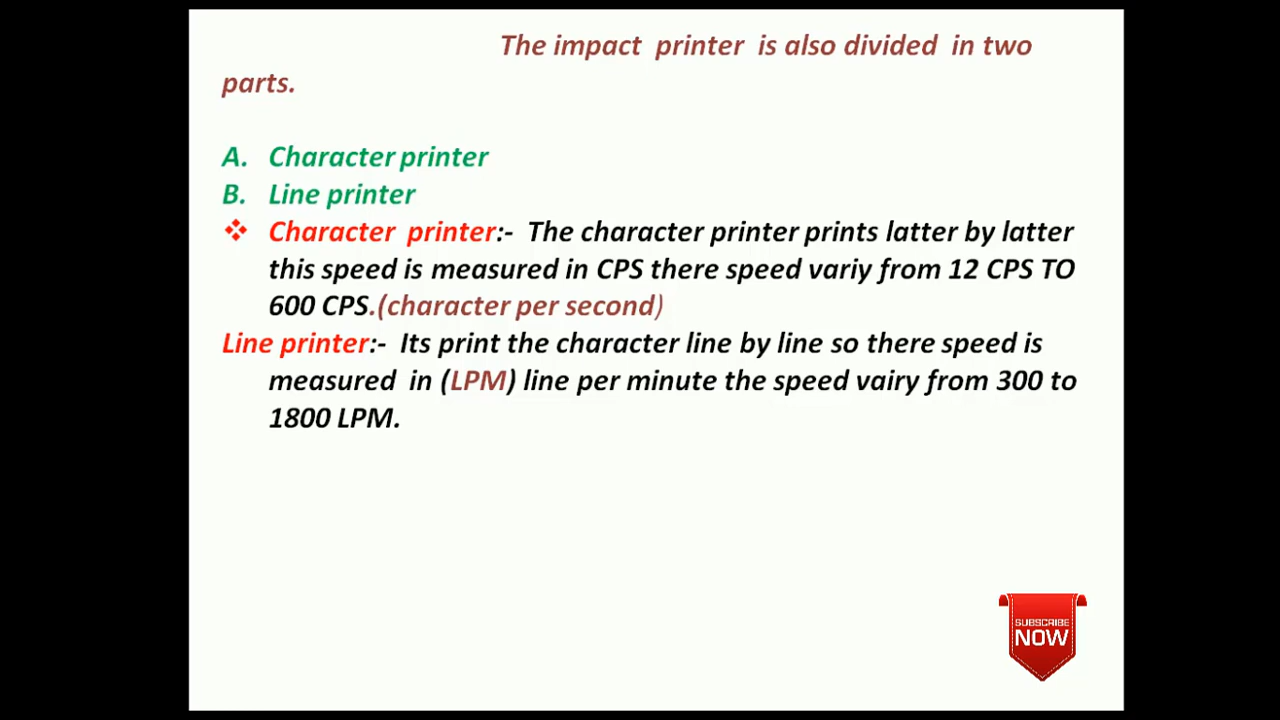 The impact printer is also divided in two
parts.
A. Character printer
B. Line printer
❖ Character printer:- The character printer prints latter by latter
this speed is measured in CPS there speed variy from 12 CPS TO
600 CPS.(character per second)
Line printer:- Its print the character line by line so there speed is
measured in (LPM) line per minute the speed vairy from 300 to
1800 LPM.
SUBSCRIBE
NOW